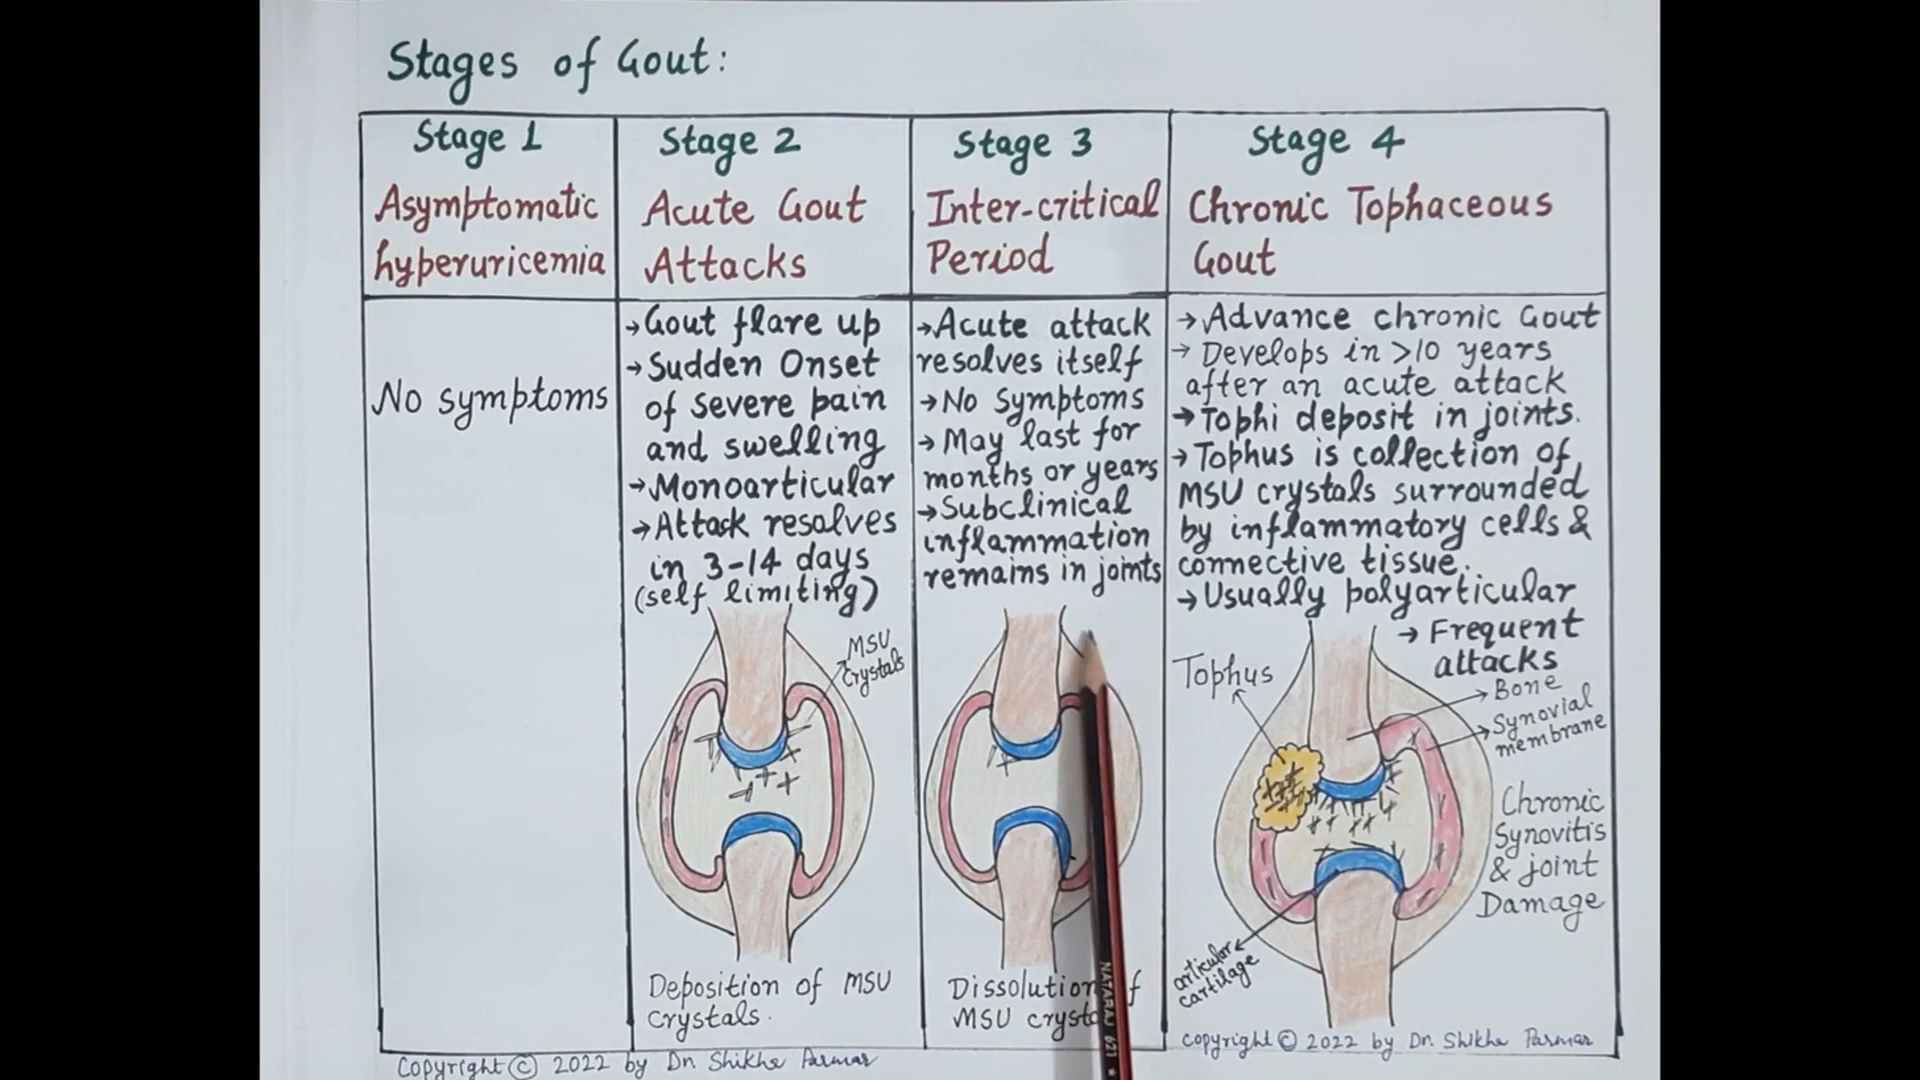 Stages of Gout:
Stage 1
Asymptomatic
hyperuricemia
No symptoms
Stage 2
Acute Gout
Attacks
→Gout flare up
→Sudden Onset
of severe pain
and swelling
→Monoarticular
→Attack resolves
in 3-14 days
(self limiting)
MSU
crystals
Deposition of MSU
crystals.
Stage 3
Inter-critical
Period
→Acute attack
resolves itself
→No Symptoms
→May last for
months or years
→Subclinical
inflammation
remains in joints
Dissolution
MSU
NATARAJ 621
Stage 4
Chronic Tophaceous
Gout
→Advance chronic Gout
→Develops in >10 years
after an acute attack
→Tophi deposit in joints.
→Tophus is collection of
MSU crystals surrounded
by inflammatory cells &
connective tissue.
→Usually polyarticular
→Frequent
attacks
Tophus
Bone
Synovial
membrane
Chronic
Synovitis
& joint
Damage
articular
cartilage
copyright © 2022 by Dr. Shikha Parmar
copyright © 2022 by Dr. Shikha Parmar